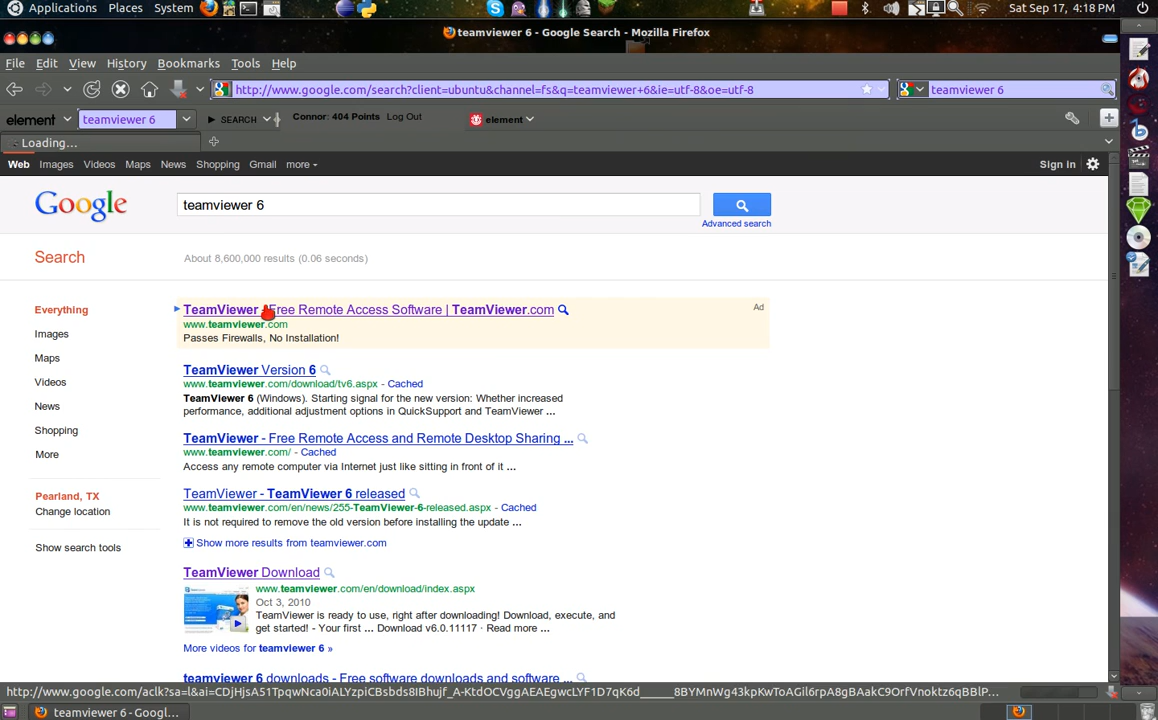 Applications Places System Sat Sep 17, 4:18 PM
teamviewer 6 - Google Search - Mozilla Firefox
File Edit View History Bookmarks Tools Help
http://www.google.com/search?client=ubuntu&channel=fs&q=teamviewer+6&ie=utf-8&oe=utf-8 teamviewer 6
element teamviewer 6 SEARCH Connor: 404 Points Log Out element
Loading...
Web Images Videos Maps News Shopping Gmail more Sign in
Google teamviewer 6
Advanced search
Search About 8,600,000 results (0.06 seconds)
Everything
Images
Maps
Videos
News
Shopping
More
Pearland, TX
Change location
Show search tools
TeamViewer - Free Remote Access Software | TeamViewer.com Ad
www.teamviewer.com
Passes Firewalls, No Installation!
TeamViewer Version 6
www.teamviewer.com/download/tv6.aspx - Cached
TeamViewer 6 (Windows). Starting signal for the new version: Whether increased
performance, additional adjustment options in QuickSupport and TeamViewer ...
TeamViewer - Free Remote Access and Remote Desktop Sharing ...
www.teamviewer.com/ - Cached
Access any remote computer via Internet just like sitting in front of it ...
TeamViewer - TeamViewer 6 released
www.teamviewer.com/en/news/255-TeamViewer-6-released.aspx - Cached
It is not required to remove the old version before installing the update ...
Show more results from teamviewer.com
TeamViewer Download
www.teamviewer.com/en/download/index.aspx
Oct 3, 2010
TeamViewer is ready to use, right after downloading! Download, execute, and
get started! - Your first ... Download v6.0.11117 · Read more ...
More videos for teamviewer 6 »
teamviewer 6 downloads - Free software downloads and software ...
teamviewer 6 - Googl...